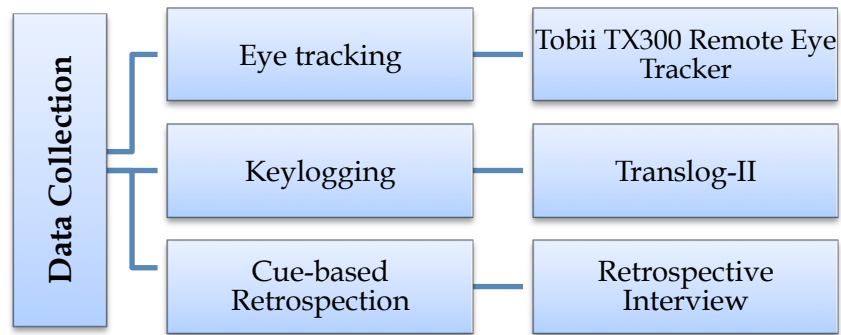 Data Collection
Eye tracking
Tobii TX300 Remote Eye
Tracker
Keylogging
Translog-II
Cue-based
Retrospection
Retrospective
Interview